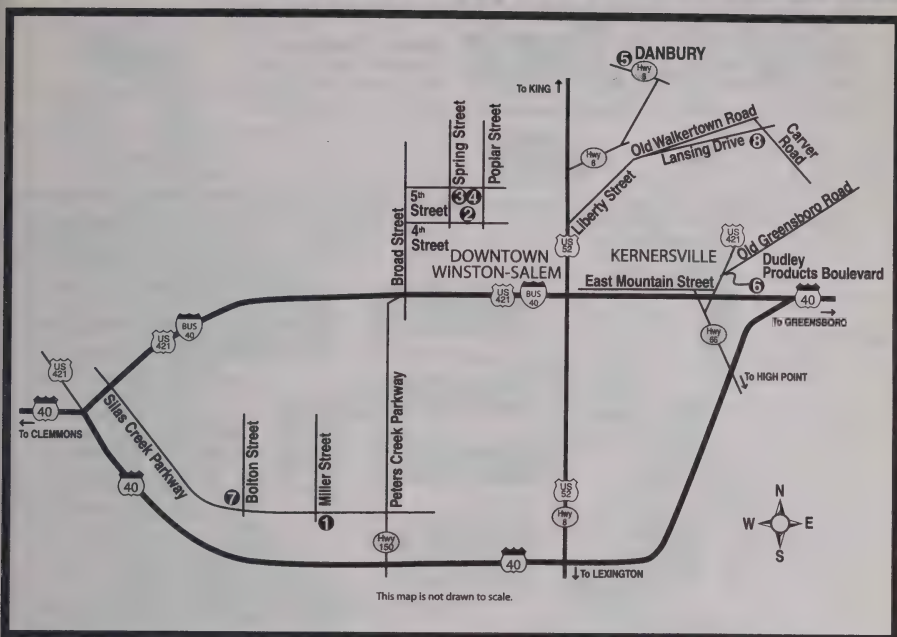 5 DANBURY
Hwy 8
To KING ↑
Hwy 8
Old Walkertown Road
Lansing Drive 8
Carver Road
Liberty Street
Spring Street
Poplar Street
5th Street
3 4
2
4th Street
Broad Street
DOWNTOWN
WINSTON-SALEM
US 52
KERNERSVILLE
US 421
Old Greensboro Road
Dudley
Products Boulevard
6
East Mountain Street
US 421
BUS 40
40
To GREENSBORO
→
Hwy 66
↓ To HIGH POINT
US 421
BUS 40
US 421
40
←
To CLEMMONS
Silas Creek Parkway
40
7
Bolton Street
Miller Street
1
Peters Creek Parkway
Hwy 150
US 52
Hwy 8
40
↓ To LEXINGTON
N
W E
S
This map is not drawn to scale.